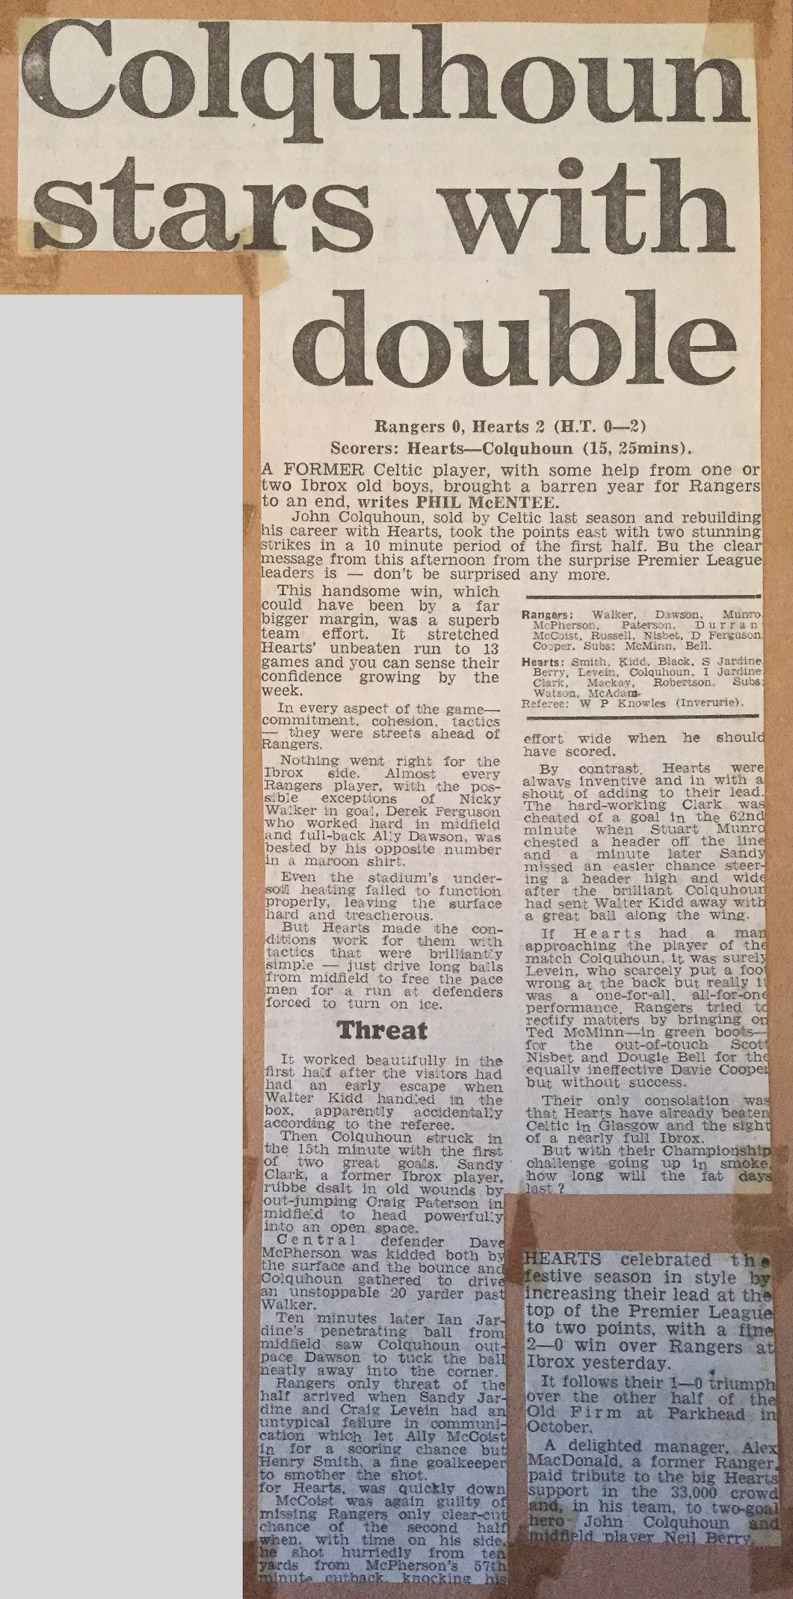 Colquhoun
stars with
double
Rangers 0, Hearts 2 (H.T. 0—2)
Scorers: Hearts—Colquhoun (15, 25mins).
A FORMER Celtic player, with some help from one or
two Ibrox old boys, brought a barren year for Rangers
to an end, writes PHIL McENTEE.
John Colquhoun, sold by Celtic last season and rebuilding
his career with Hearts, took the points east with two stunning
strikes in a 10 minute period of the first half. Bu the clear
message from this afternoon from the surprise Premier League
leaders is — don't be surprised any more.
This handsome win, which
could have been by a far
bigger margin, was a superb
team effort. It stretched
Hearts' unbeaten run to 13
games and you can sense their
confidence growing by the
week.
In every aspect of the game—
commitment, cohesion, tactics
— they were streets ahead of
Rangers.
Nothing went right for the
Ibrox side. Almost every
Rangers player, with the pos-
sible exceptions of Nicky
Walker in goal, Derek Ferguson
who worked hard in midfield
and full-back Ally Dawson, was
bested by his opposite number
in a maroon shirt.
Even the stadium's under-
soil heating failed to function
properly, leaving the surface
hard and treacherous.
But Hearts made the con-
ditions work for them with
tactics that were brilliantly
simple — just drive long balls
from midfield to free the pace
men for a run at defenders
forced to turn on ice.
Threat
It worked beautifully in the
first half after the visitors had
had an early escape when
Walter Kidd handled in the
box, apparently accidentally
according to the referee.
Then Colquhoun struck in
the 15th minute with the first
of two great goals. Sandy
Clark, a former Ibrox player,
rubbe dsalt in old wounds by
out-jumping Craig Paterson in
midfield to head powerfully
into an open space.
Central defender Dave
McPherson was kidded both by
the surface and the bounce and
Colquhoun gathered to drive
an unstoppable 20 yarder past
Walker.
Ten minutes later Ian Jar-
dine's penetrating ball from
midfield saw Colquhoun out-
pace Dawson to tuck the ball
neatly away into the corner.
Rangers only threat of the
half arrived when Sandy Jar-
dine and Craig Levein had an
untypical failure in communi-
cation which let Ally McCoist
in for a scoring chance but
Henry Smith, a fine goalkeeper
to smother the shot.
for Hearts, was quickly down
McCoist was again guilty of
missing Rangers only clear-cut
chance of the second half
when, with time on his side,
he shot hurriedly from ten
yards from McPherson's 57th
minute cutback, knocking his
Rangers: Walker, Dawson, Munro,
McPherson, Paterson, Durran
McCoist, Russell, Nisbet, D Ferguson,
Cooper. Subs: McMinn, Bell.
Hearts: Smith, Kidd, Black, S Jardine
Berry, Levein, Colquhoun, I Jardine
Clark, Mackay, Robertson. Subs:
Watson, McAdam.
Referee: W P Knowles (Inverurie).
effort wide when he should
have scored.
By contrast, Hearts were
always inventive and in with a
shout of adding to their lead.
The hard-working Clark was
cheated of a goal in the 62nd
minute when Stuart Munro
chested a header off the line
and a minute later Sandy
missed an easier chance steer-
ing a header high and wide
after the brilliant Colquhoun
had sent Walter Kidd away with
a great ball along the wing.
If Hearts had a man
approaching the player of the
match Colquhoun, it was surely
Levein, who scarcely put a foot
wrong at the back but really it
was a one-for-all, all-for-one
performance. Rangers tried to
rectify matters by bringing on
Ted McMinn—in green boots—
for the out-of-touch Scott
Nisbet and Dougie Bell for the
equally ineffective Davie Cooper
but without success.
Their only consolation was
that Hearts have already beaten
Celtic in Glasgow and the sight
of a nearly full Ibrox.
But with their Championship
challenge going up in smoke,
how long will the fat days
last?
HEARTS celebrated the
festive season in style by
increasing their lead at the
top of the Premier League
to two points, with a fine
2—0 win over Rangers at
Ibrox yesterday.
It follows their 1—0 triumph
over the other half of the
Old Firm at Parkhead in
October.
A delighted manager, Alex
MacDonald, a former Ranger,
paid tribute to the big Hearts
support in the 33,000 crowd
and, in his team, to two-goal
hero John Colquhoun and
midfield player Neil Berry.